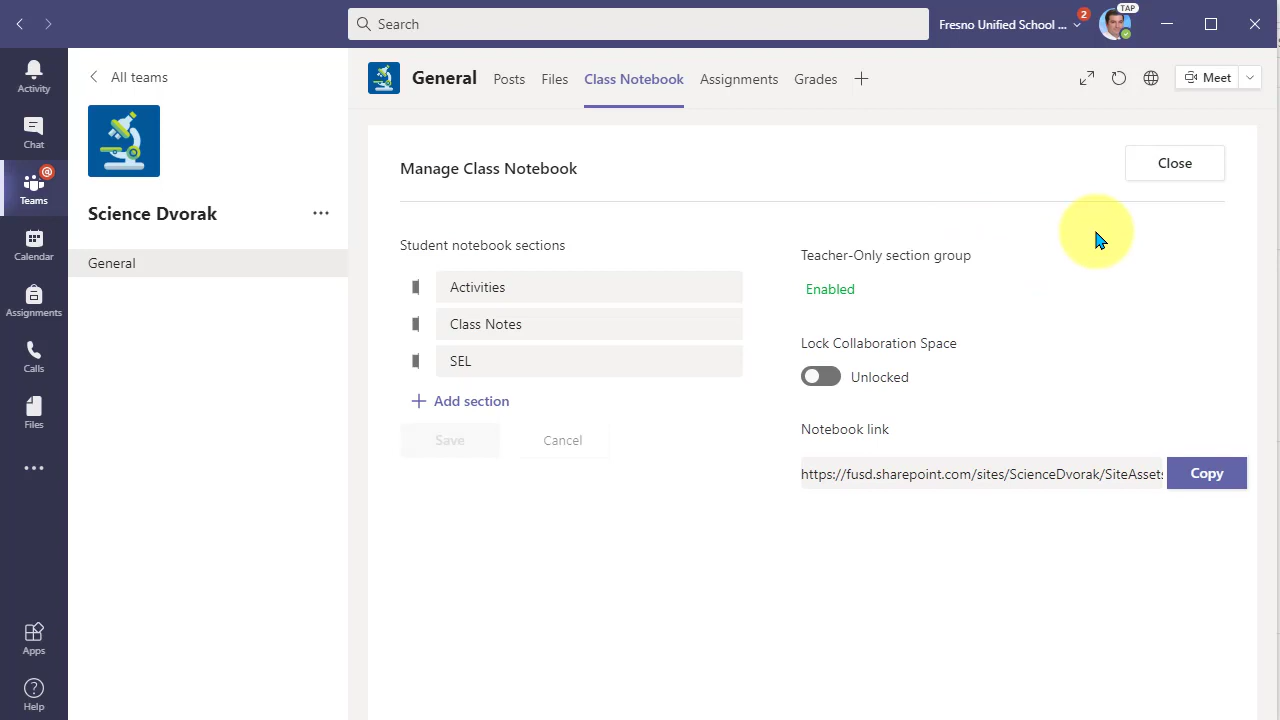 Search
Fresno Unified School ...
2
TAP
Activity
Chat
Teams
Calendar
Assignments
Calls
Files
Apps
Help
All teams
Science Dvorak
General
General
Posts
Files
Class Notebook
Assignments
Grades
Meet
Manage Class Notebook
Close
Student notebook sections
Activities
Class Notes
SEL
Add section
Save
Cancel
Teacher-Only section group
Enabled
Lock Collaboration Space
Unlocked
Notebook link
https://fusd.sharepoint.com/sites/ScienceDvorak/SiteAssets
Copy